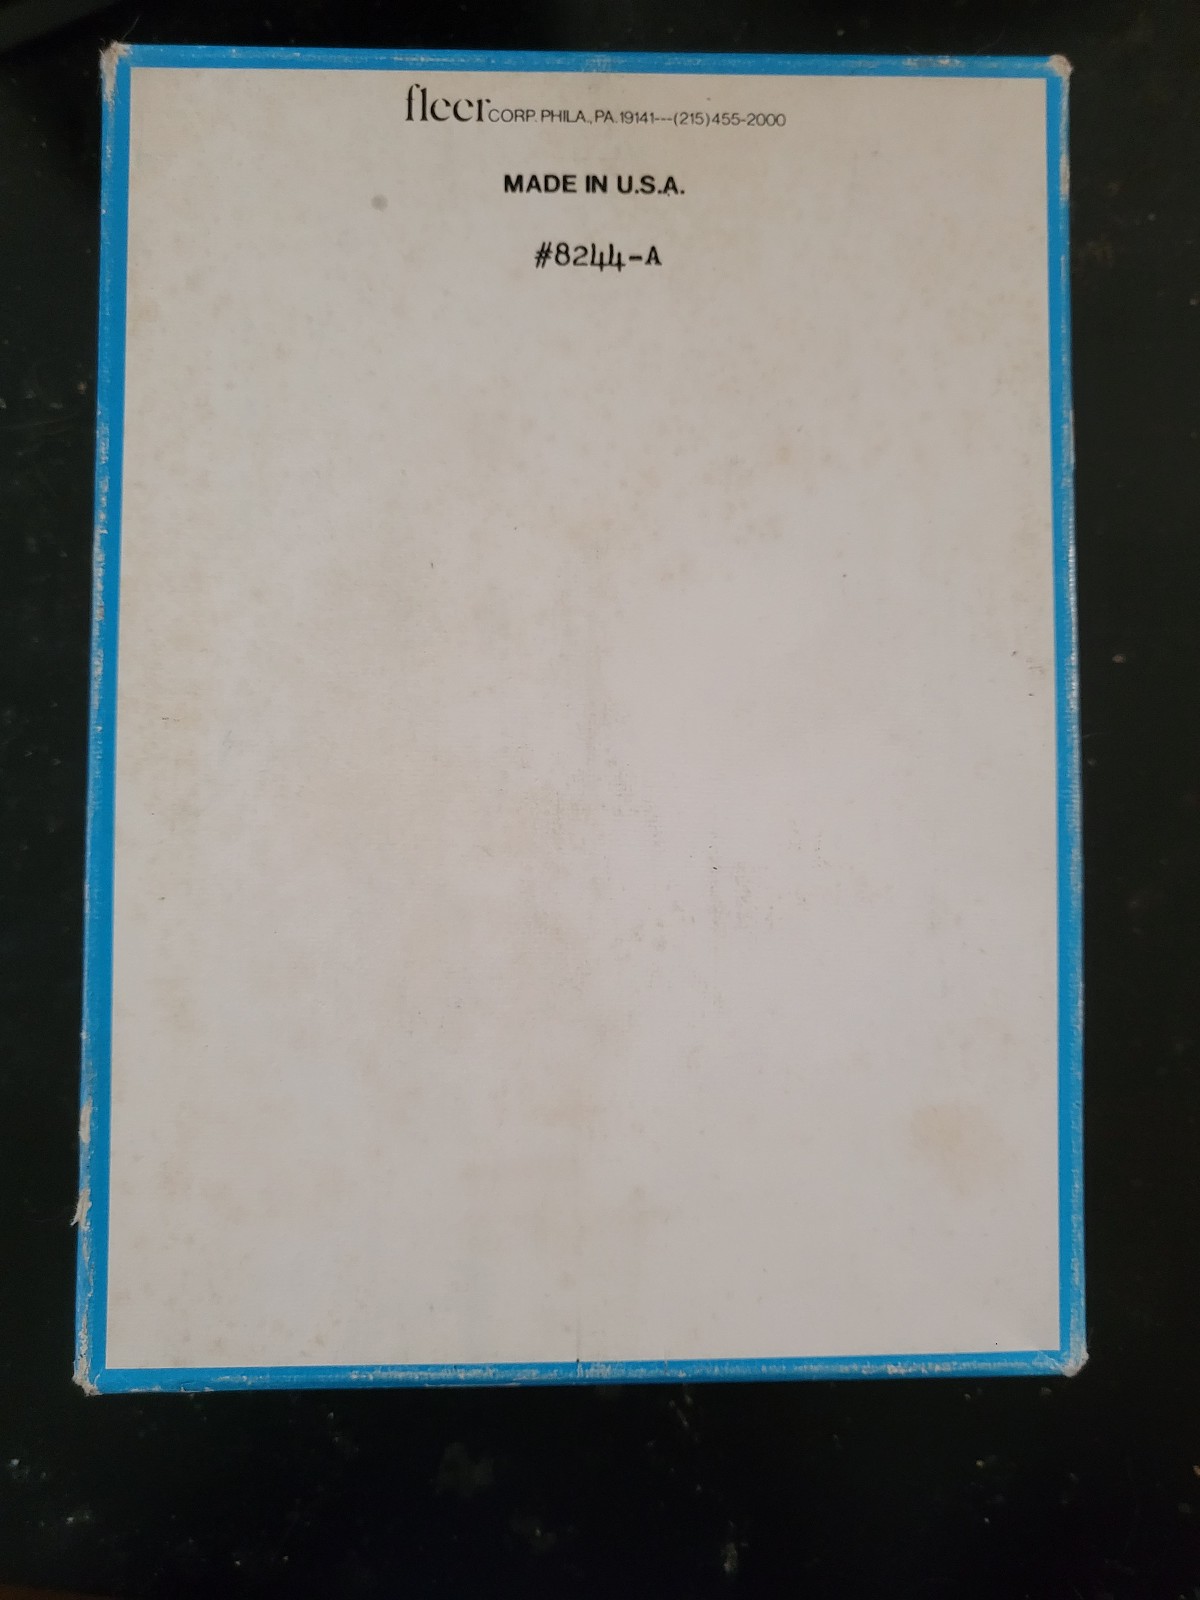 fleer CORP. PHILA., PA. 19141---(215)455-2000
MADE IN U.S.A.
#8244-A